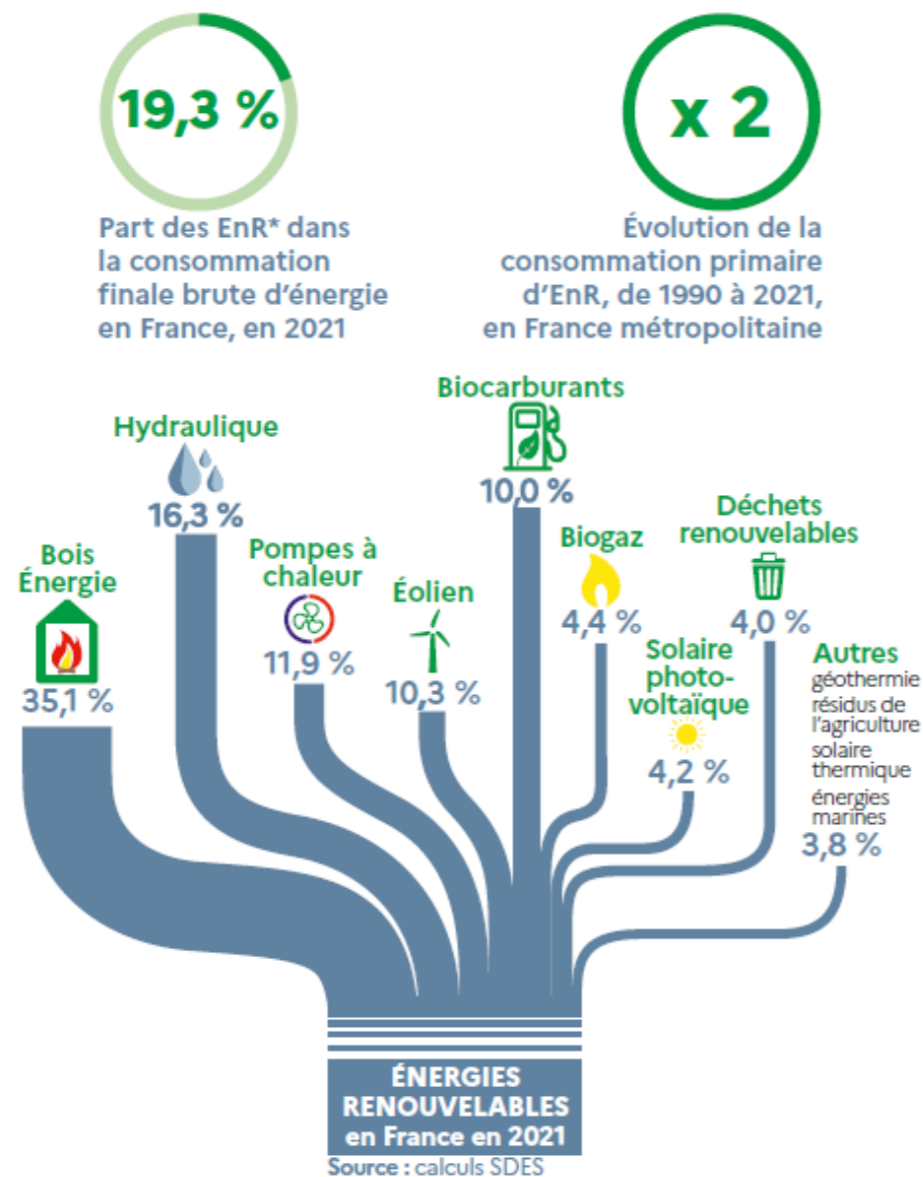 19,3 %
Part des EnR* dans
la consommation
finale brute d'énergie
en France, en 2021
x 2
Évolution de la
consommation primaire
d'EnR, de 1990 à 2021,
en France métropolitaine
Bois
Énergie
35,1 %
Hydraulique
16,3 %
Pompes à
chaleur
11,9 %
Éolien
10,3 %
Biocarburants
10,0 %
Biogaz
4,4 %
Solaire
photo-
voltaïque
4,2 %
Déchets
renouvelables
4,0 %
Autres
géothermie
résidus de
l'agriculture
solaire
thermique
énergies
marines
3,8 %
ÉNERGIES
RENOUVELABLES
en France en 2021
Source : calculs SDES